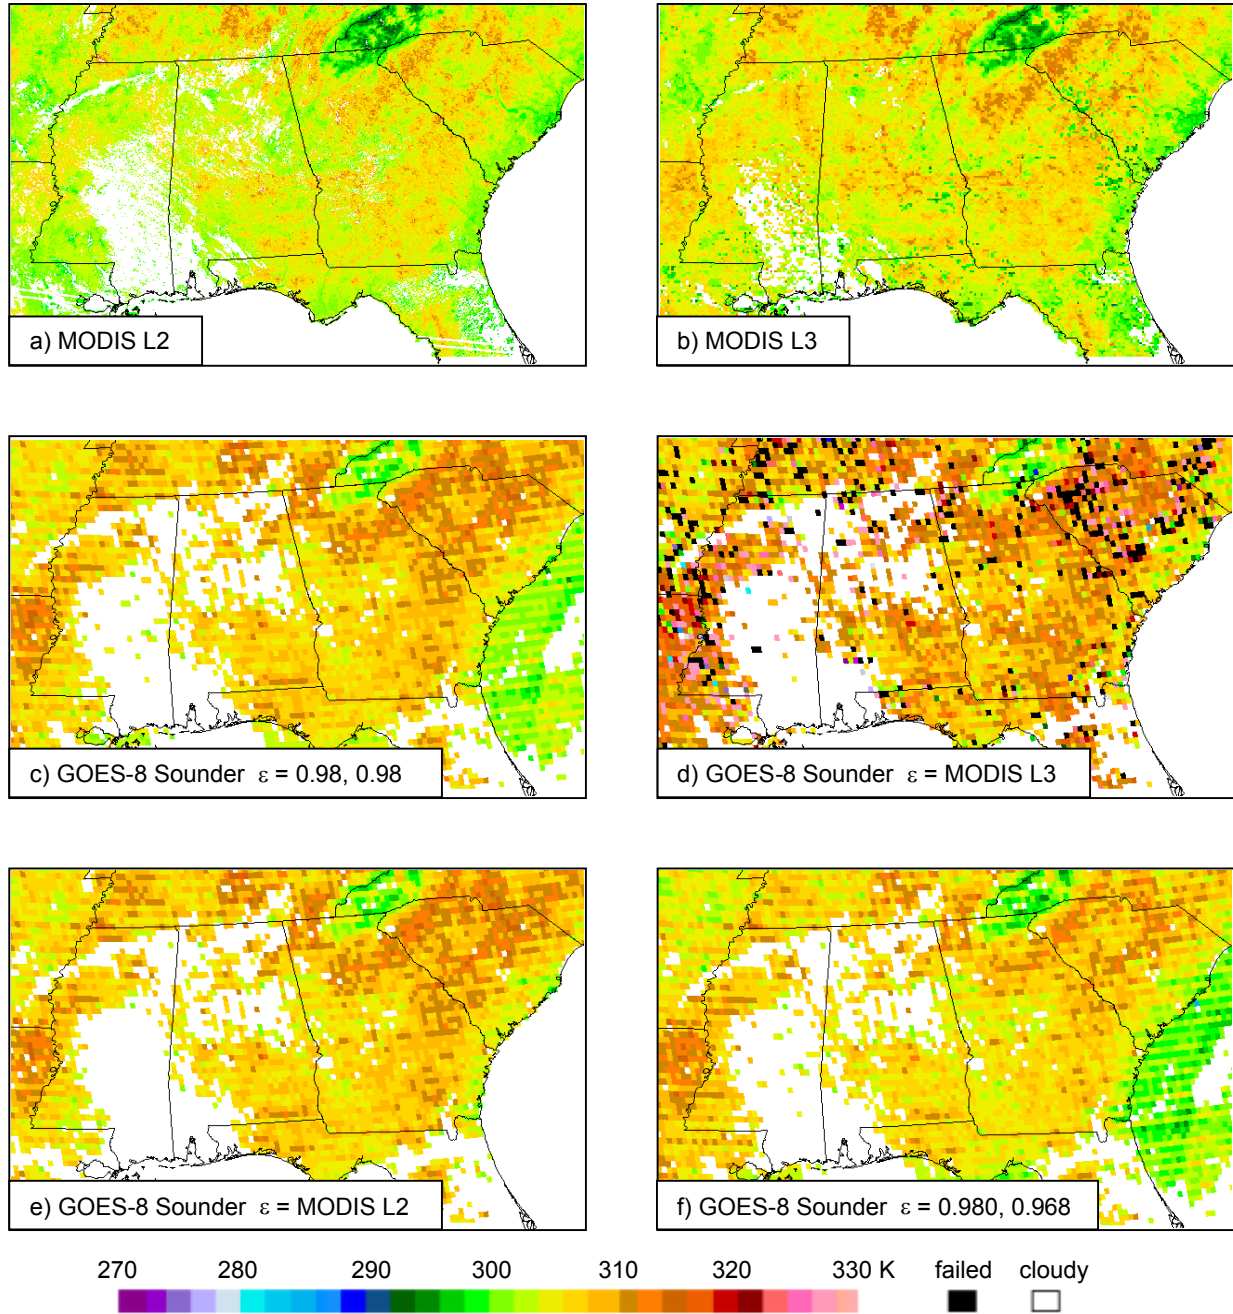 a) MODIS L2
b) MODIS L3
c) GOES-8 Sounder ε = 0.98, 0.98
d) GOES-8 Sounder ε = MODIS L3
e) GOES-8 Sounder ε = MODIS L2
f) GOES-8 Sounder ε = 0.980, 0.968
270 280 290 300 310 320 330 K failed cloudy